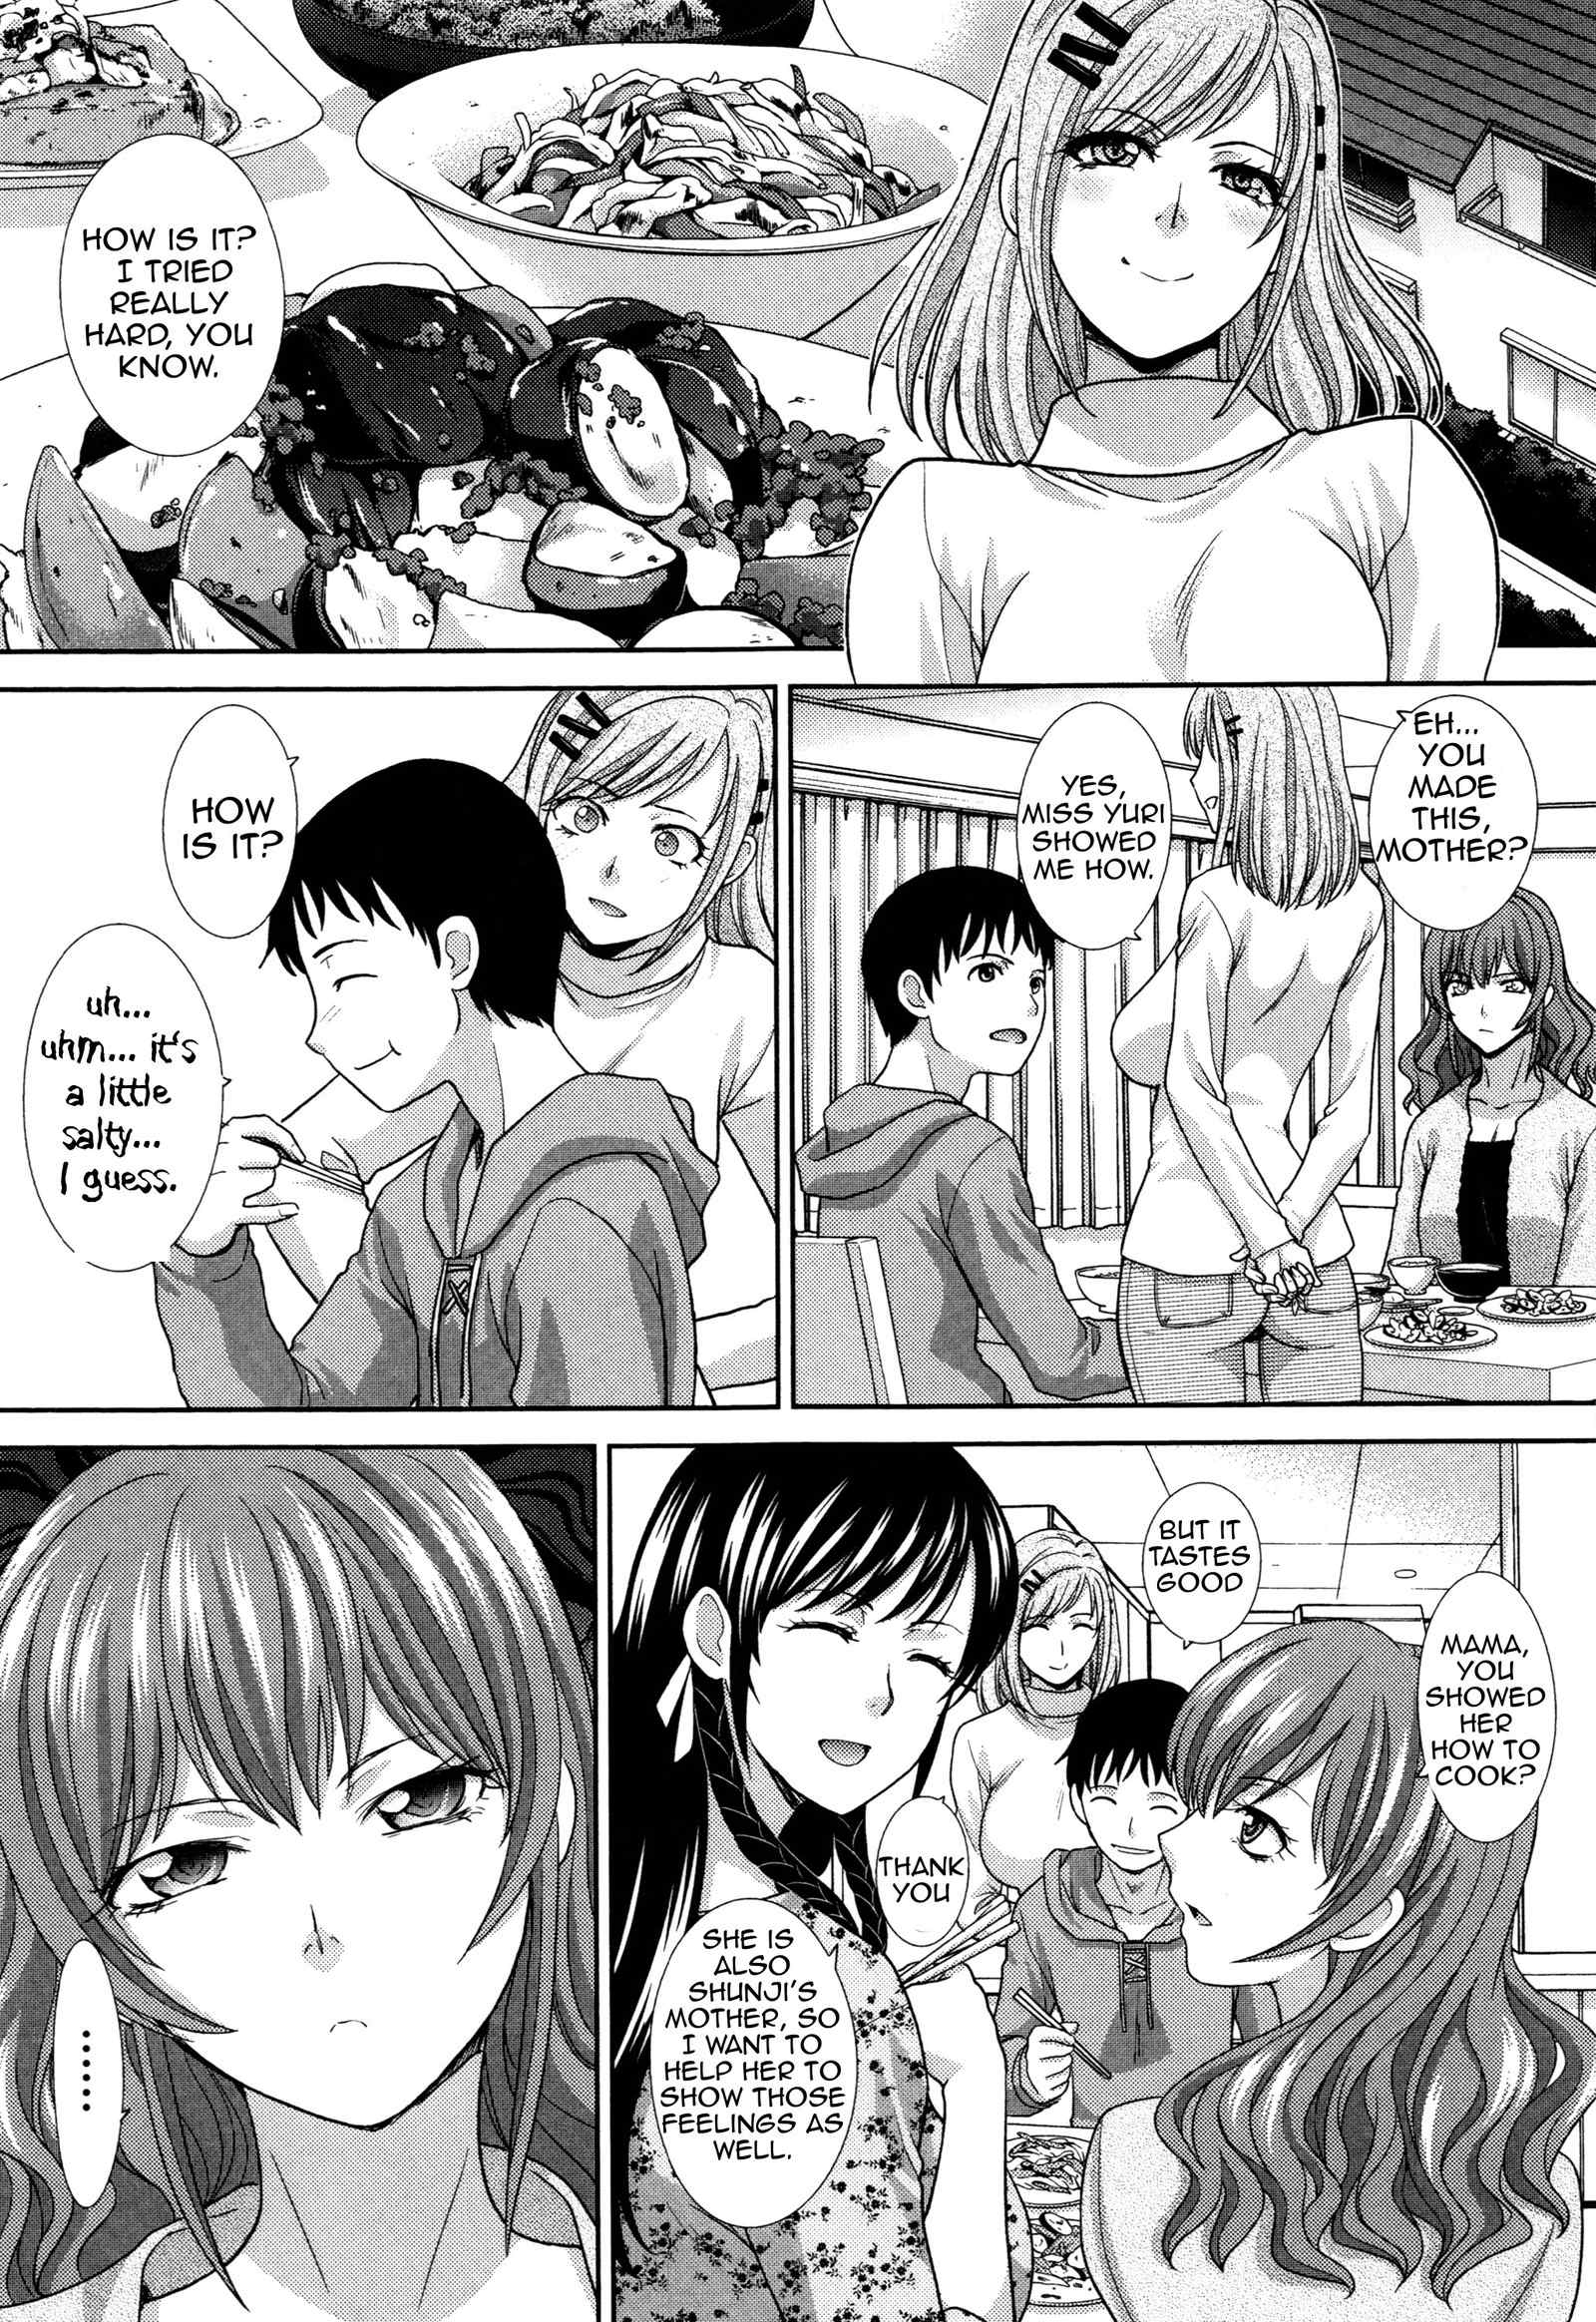 HOW IS IT?
I TRIED
REALLY
HARD, YOU
KNOW.
EH...
YOU
MADE
THIS,
MOTHER?
YES,
MISS YURI
SHOWED
ME HOW.
HOW
IS IT?
uh...
uhm... it's
a little
salty...
I guess.
MAMA,
YOU
SHOWED
HER
HOW TO
COOK?
BUT IT
TASTES
GOOD
THANK
YOU
SHE IS
ALSO
SHUNJI'S
MOTHER, SO
I WANT TO
HELP HER TO
SHOW THOSE
FEELINGS AS
WELL.
......